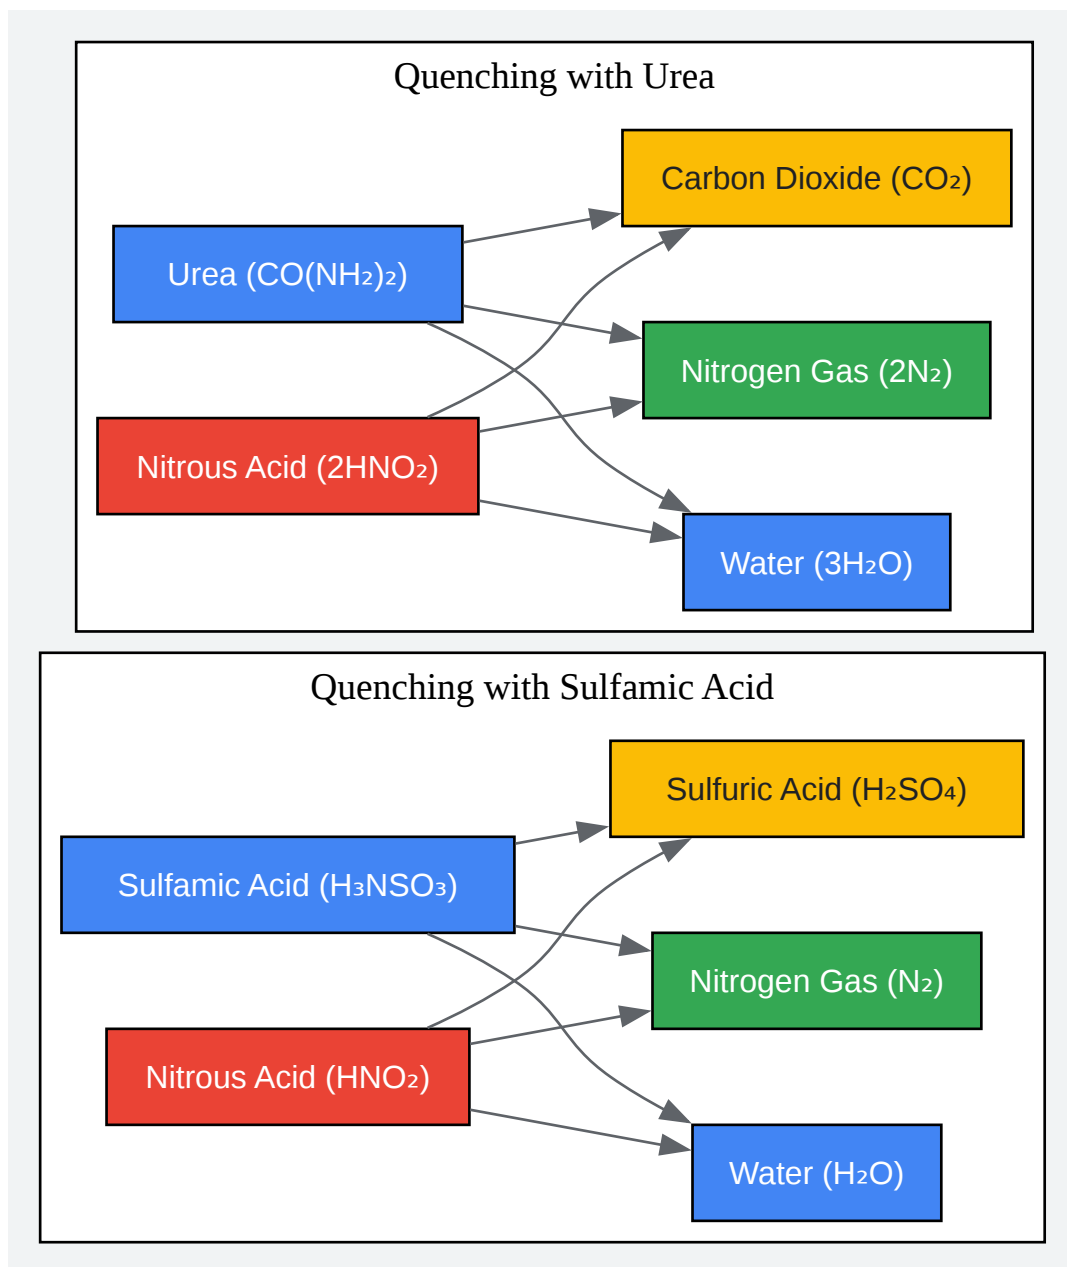 Quenching with Urea
Carbon Dioxide (CO₂)
Urea (CO(NH₂)₂)
Nitrogen Gas (2N₂)
Nitrous Acid (2HNO₂)
Water (3H₂O)
Quenching with Sulfamic Acid
Sulfuric Acid (H₂SO₄)
Sulfamic Acid (H₃NSO₃)
Nitrogen Gas (N₂)
Nitrous Acid (HNO₂)
Water (H₂O)